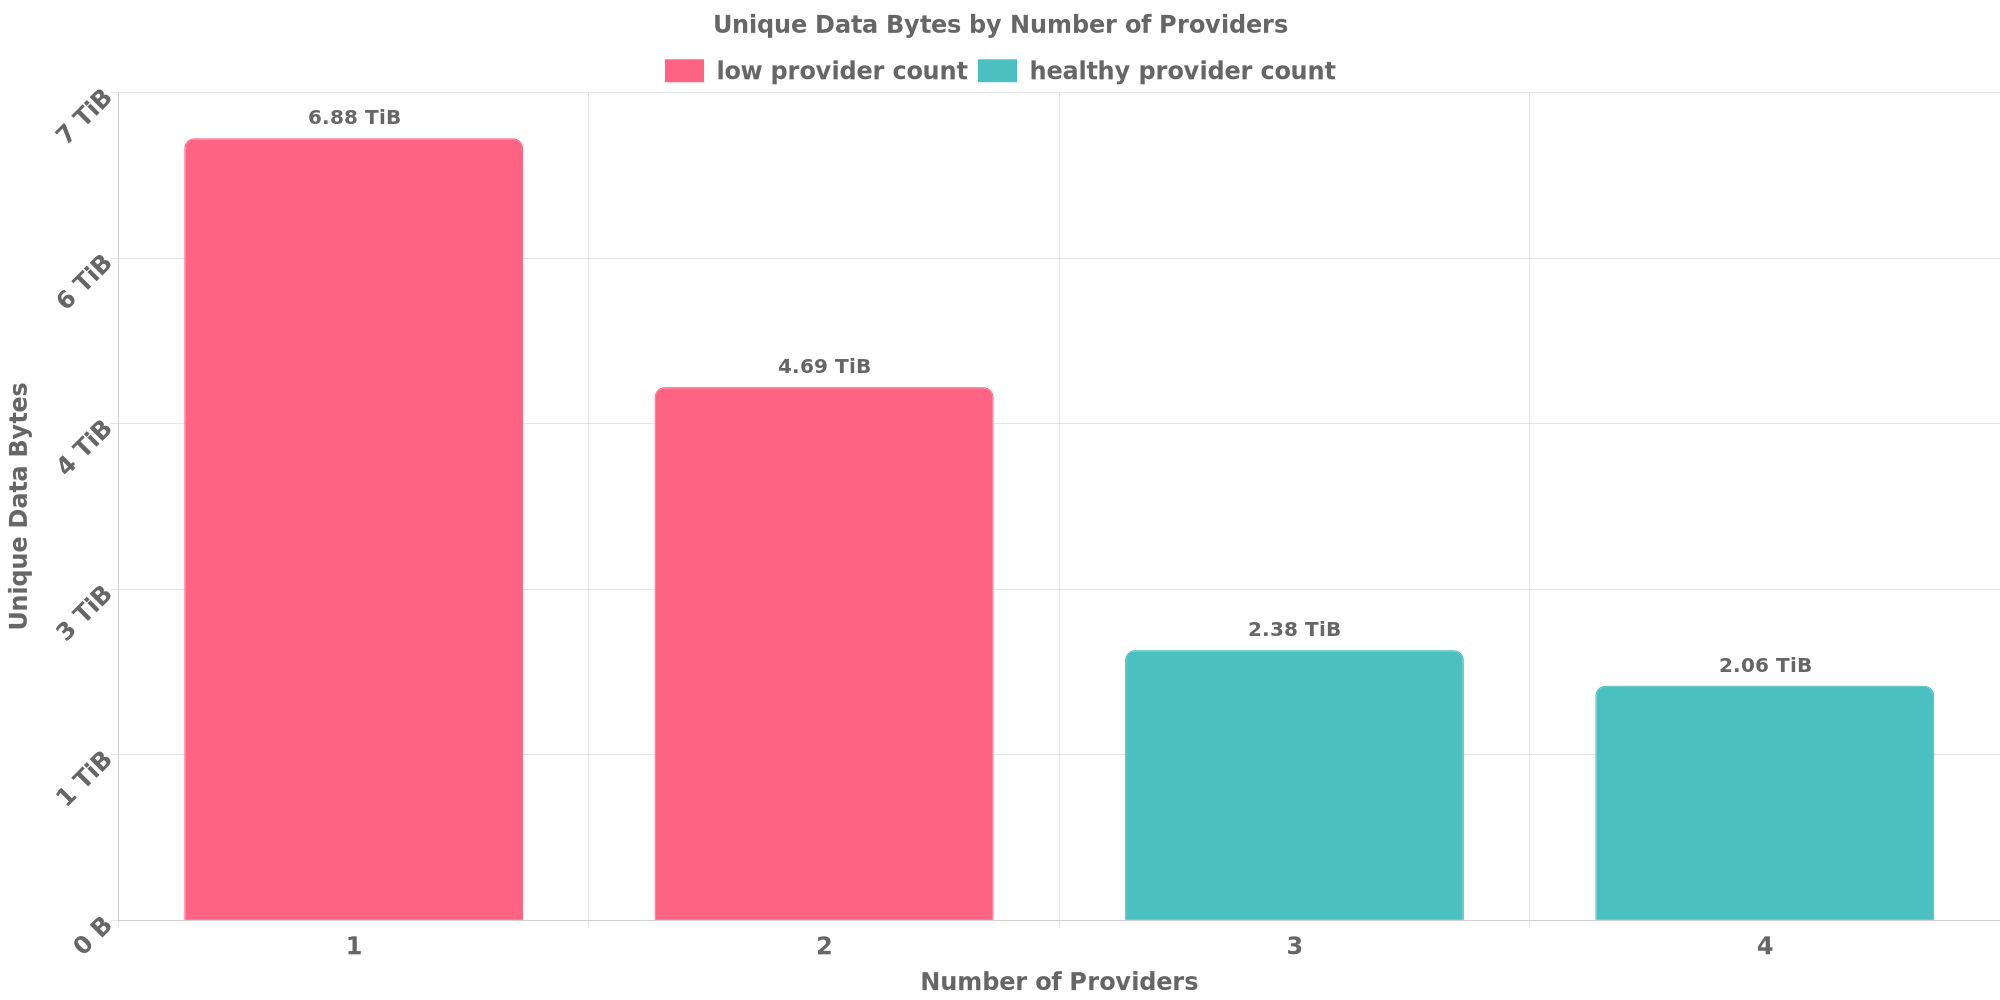 Unique Data Bytes by Number of Providers
low provider count healthy provider count
7 TiB
6 TiB
4 TiB
3 TiB
1 TiB
0 B
Unique Data Bytes
6.88 TiB
4.69 TiB
2.38 TiB
2.06 TiB
1 2 3 4
Number of Providers